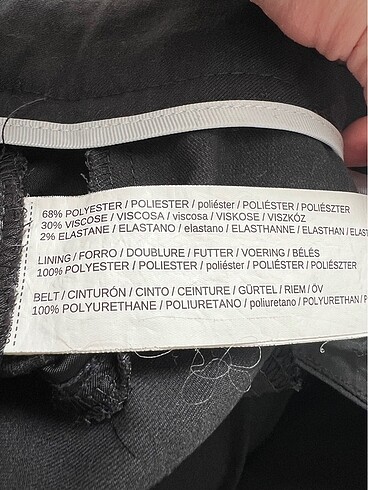 68% POLYESTER / POLIESTER / poliéster / POLIÉSTER / POLIÉSZTER
30% VISCOSE / VISCOSA / viscosa / VISKOSE / VISZKÓZ
2% ELASTANE / ELASTANO / elastano / ELASTHANNE / ELASTHAN / ELAST
LINING / FORRO / DOUBLURE / FUTTER / VOERING / BÉLÉS
100% POLYESTER / POLIESTER / poliéster / POLIÉSTER / POLIÉSZTER
BELT / CINTURÓN / CINTO / CEINTURE / GÜRTEL / RIEM / ÖV
100% POLYURETHANE / POLIURETANO / poliuretano / POLYURETHAN / P